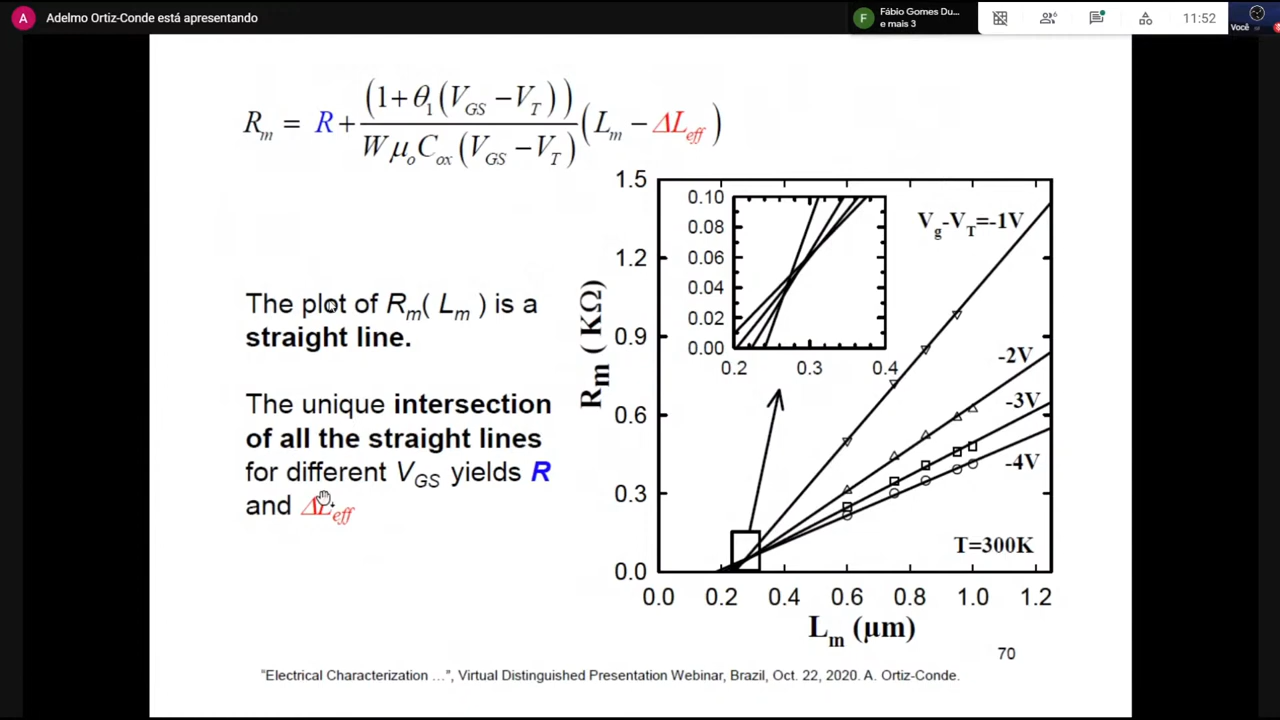 A Adelmo Ortiz-Conde está apresentando
F Fábio Gomes Du...
e mais 3
11:52
Você
R_m = R + (1+θ_1(V_GS − V_T)) / (W μ_o C_ox (V_GS − V_T)) (L_m − ΔL_eff)
The plot of R_m( L_m ) is a
straight line.
The unique intersection
of all the straight lines
for different V_GS yields R
and ΔL_eff
1.5
1.2
0.9
0.6
0.3
0.0
R_m ( KΩ)
0.10
0.08
0.06
0.04
0.02
0.00
0.2 0.3 0.4
V_g-V_T=-1V
-2V
-3V
-4V
T=300K
0.0 0.2 0.4 0.6 0.8 1.0 1.2
L_m (µm)
70
"Electrical Characterization ...", Virtual Distinguished Presentation Webinar, Brazil, Oct. 22, 2020. A. Ortiz-Conde.